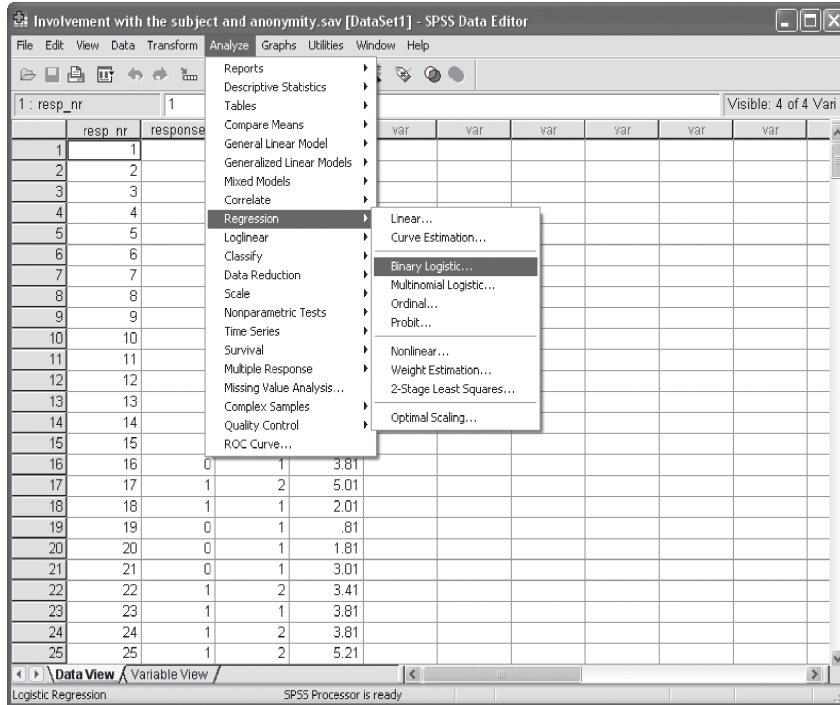 Involvement with the subject and anonymity.sav [DataSet1] - SPSS Data Editor
File Edit View Data Transform Analyze Graphs Utilities Window Help
1 : resp_nr 1 Visible: 4 of 4 Vari
resp_nr response var var var var var var
Reports
Descriptive Statistics
Tables
Compare Means
General Linear Model
Generalized Linear Models
Mixed Models
Correlate
Regression
Loglinear
Classify
Data Reduction
Scale
Nonparametric Tests
Time Series
Survival
Multiple Response
Missing Value Analysis...
Complex Samples
Quality Control
ROC Curve...
Linear...
Curve Estimation...
Binary Logistic...
Multinomial Logistic...
Ordinal...
Probit...
Nonlinear...
Weight Estimation...
2-Stage Least Squares...
Optimal Scaling...
1 1
2 2
3 3
4 4
5 5
6 6
7 7
8 8
9 9
10 10
11 11
12 12
13 13
14 14
15 15
16 16 0 1 3.81
17 17 1 2 5.01
18 18 1 1 2.01
19 19 0 1 .81
20 20 0 1 1.81
21 21 0 1 3.01
22 22 1 2 3.41
23 23 1 1 3.81
24 24 1 2 3.81
25 25 1 2 5.21
Data View Variable View
Logistic Regression SPSS Processor is ready